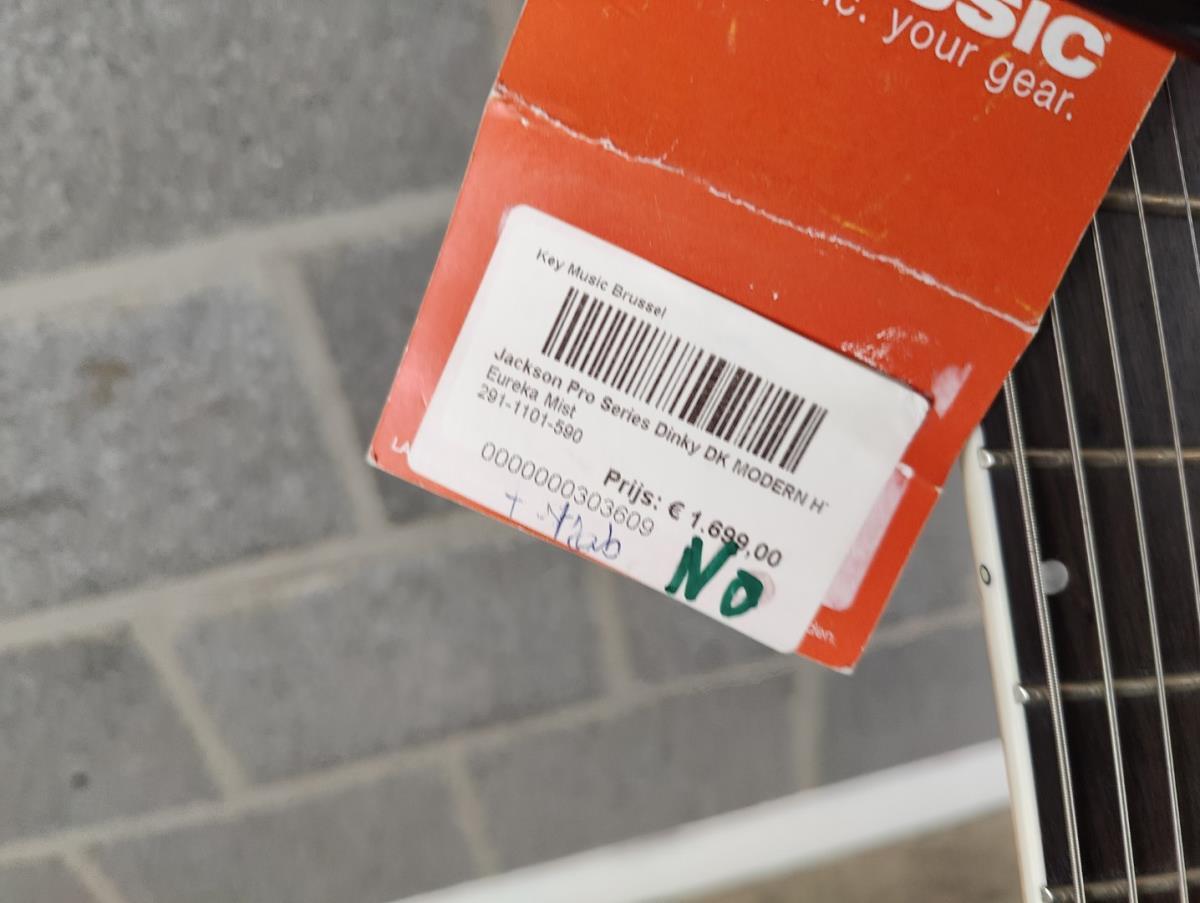 your gear.
Key Music Brussel
Jackson Pro Series Dinky DK MODERN H
Eureka Mist
291-1101-590
Prijs: € 1.699,00
0000000303609
No